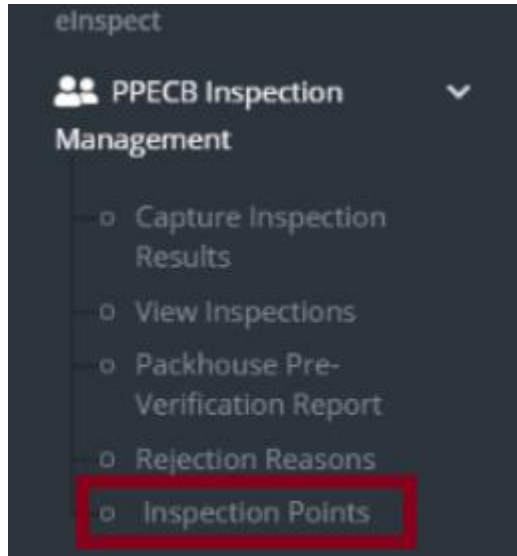 eInspect
PPECB Inspection
Management
Capture Inspection
Results
View Inspections
Packhouse Pre-
Verification Report
Rejection Reasons
Inspection Points